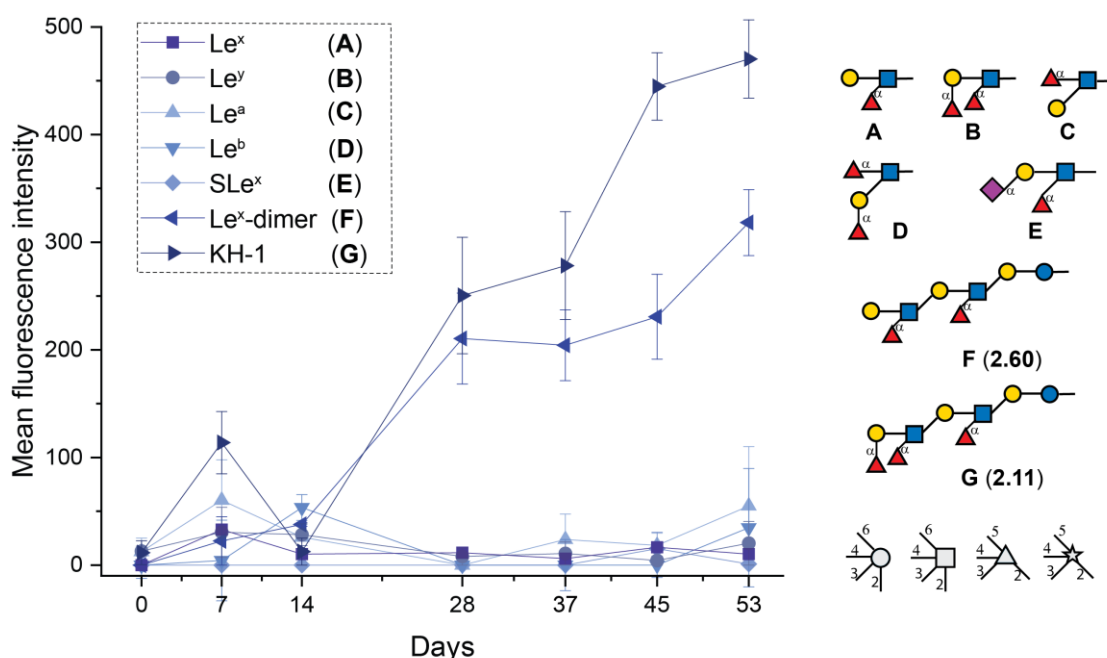 500
400
300
200
100
0
Mean fluorescence intensity
Leˣ (A)
Leʸ (B)
Leᵃ (C)
Leᵇ (D)
SLeˣ (E)
Leˣ-dimer (F)
KH-1 (G)
0 7 14 28 37 45 53
Days
α α α α
A B C
α α α
D E
α α
F (2.60)
α α α
G (2.11)
6 6 5 5
4 4 4 4
3 2 3 2 3 2 3 2